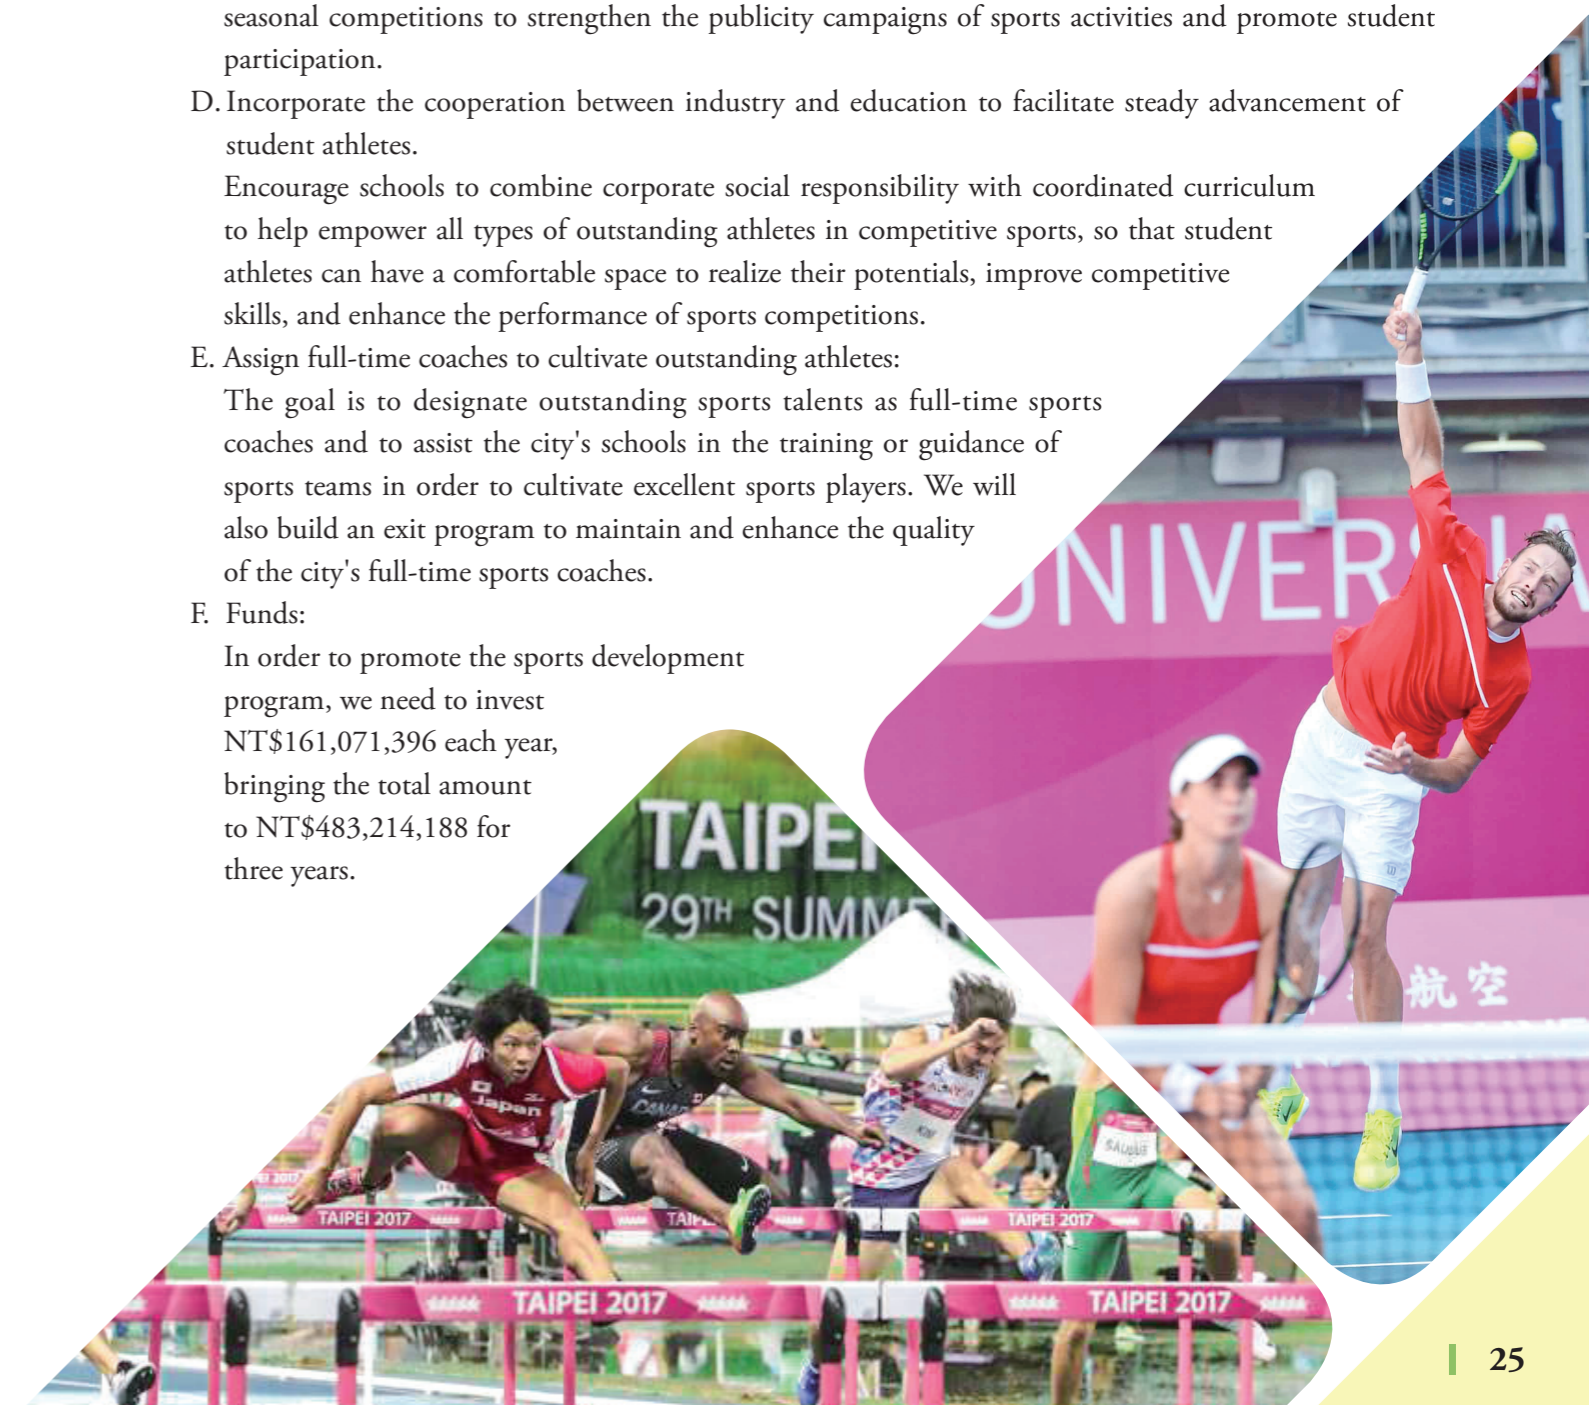 seasonal competitions to strengthen the publicity campaigns of sports activities and promote student
participation.
D. Incorporate the cooperation between industry and education to facilitate steady advancement of
student athletes.
Encourage schools to combine corporate social responsibility with coordinated curriculum
to help empower all types of outstanding athletes in competitive sports, so that student
athletes can have a comfortable space to realize their potentials, improve competitive
skills, and enhance the performance of sports competitions.
E. Assign full-time coaches to cultivate outstanding athletes:
The goal is to designate outstanding sports talents as full-time sports
coaches and to assist the city's schools in the training or guidance of
sports teams in order to cultivate excellent sports players. We will
also build an exit program to maintain and enhance the quality
of the city's full-time sports coaches.
F. Funds:
In order to promote the sports development
program, we need to invest
NT$161,071,396 each year,
bringing the total amount
to NT$483,214,188 for
three years.
UNIVERSIA
航空
TAIPEI
29TH SUMMER
Japan
CANADA
KOREA
TAIPEI 2017
TAIPEI 2017
TAIPEI 2017
TAIPEI 2017
25